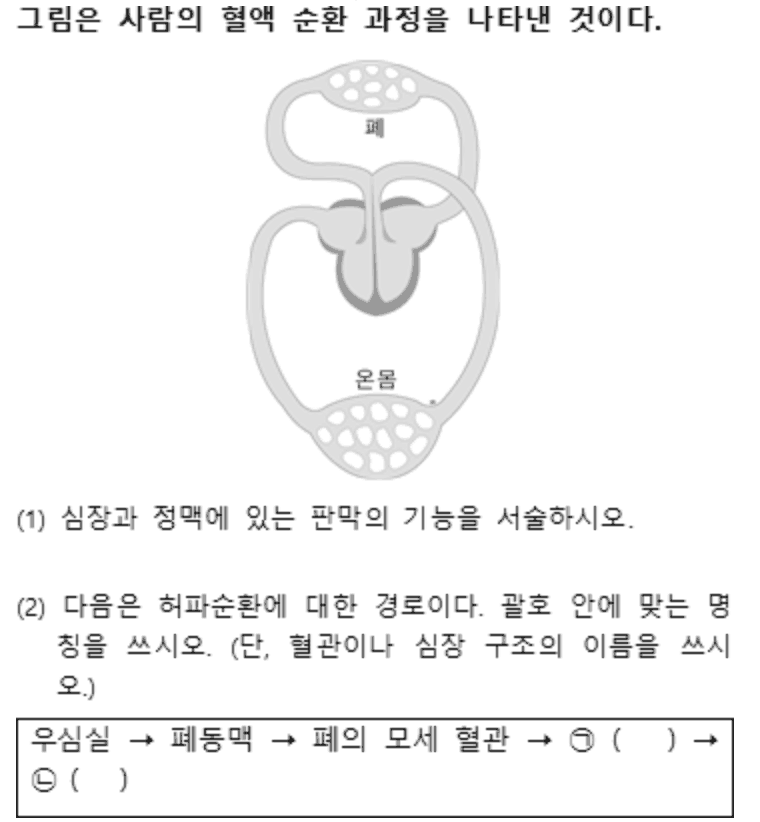 그림은 사람의 혈액 순환 과정을 나타낸 것이다.
폐
온몸
(1) 심장과 정맥에 있는 판막의 기능을 서술하시오.
(2) 다음은 허파순환에 대한 경로이다. 괄호 안에 맞는 명
칭을 쓰시오. (단, 혈관이나 심장 구조의 이름을 쓰시
오.)
우심실 → 폐동맥 → 폐의 모세 혈관 → ㉠ (    ) →
㉡ (    )